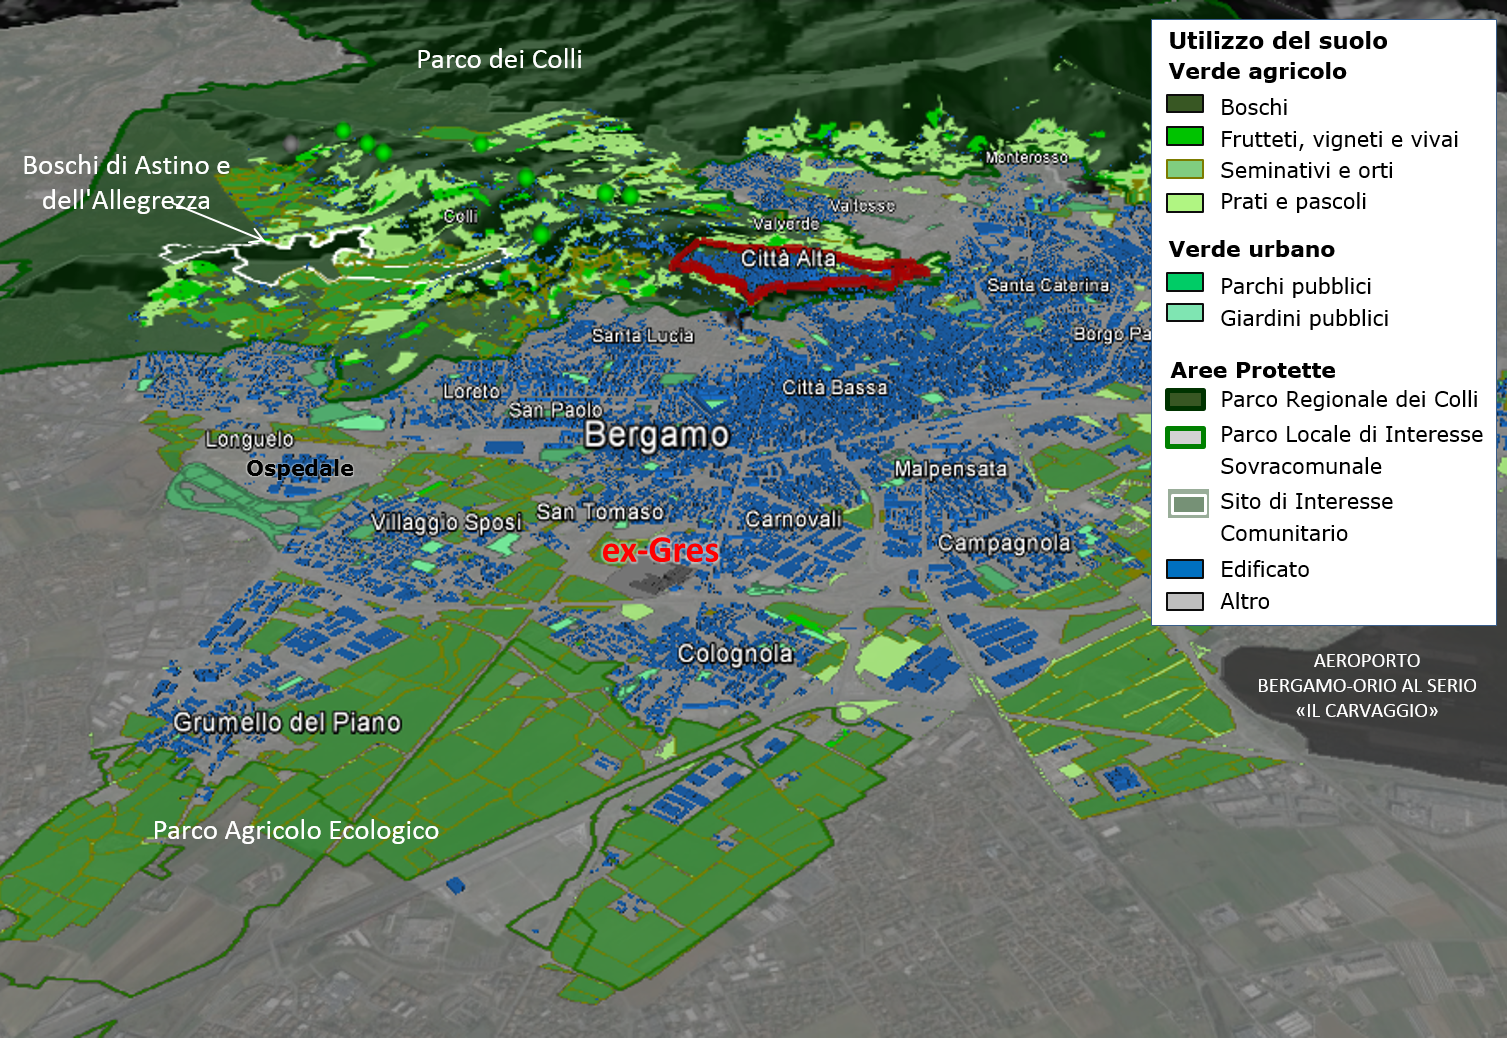 Parco dei Colli
Boschi di Astino e
dell'Allegrezza
Colli
Monterosso
Valtesse
Valverde
Città Alta
Santa Caterina
Santa Lucia
Borgo Pa
Loreto
Città Bassa
San Paolo
Bergamo
Longuelo
Ospedale
Malpensata
Villaggio Sposi
San Tomaso
Carnovali
ex-Gres
Campagnola
Colognola
Grumello del Piano
Parco Agricolo Ecologico
Utilizzo del suolo
Verde agricolo
Boschi
Frutteti, vigneti e vivai
Seminativi e orti
Prati e pascoli
Verde urbano
Parchi pubblici
Giardini pubblici
Aree Protette
Parco Regionale dei Colli
Parco Locale di Interesse
Sovracomunale
Sito di Interesse
Comunitario
Edificato
Altro
AEROPORTO
BERGAMO-ORIO AL SERIO
«IL CARVAGGIO»